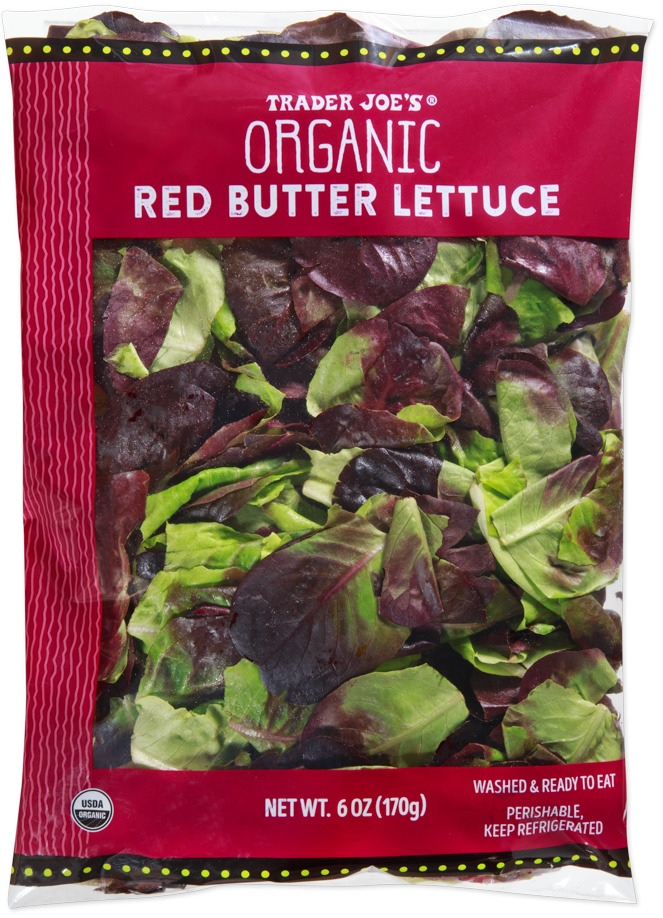 TRADER JOE'S®
ORGANIC
RED BUTTER LETTUCE
WASHED & READY TO EAT
USDA
ORGANIC
NET WT. 6 OZ (170g)
PERISHABLE,
KEEP REFRIGERATED